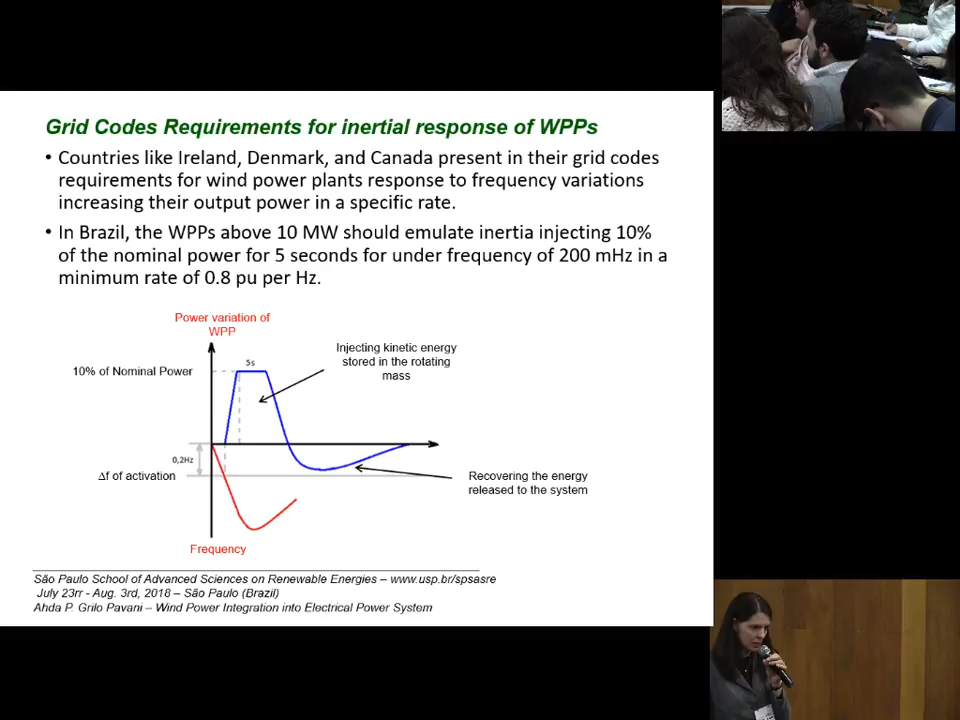 Grid Codes Requirements for inertial response of WPPs
• Countries like Ireland, Denmark, and Canada present in their grid codes
requirements for wind power plants response to frequency variations
increasing their output power in a specific rate.
• In Brazil, the WPPs above 10 MW should emulate inertia injecting 10%
of the nominal power for 5 seconds for under frequency of 200 mHz in a
minimum rate of 0.8 pu per Hz.
Power variation of
WPP
5s
Injecting kinetic energy
stored in the rotating
mass
10% of Nominal Power
0,2Hz
Δf of activation
Recovering the energy
released to the system
Frequency
São Paulo School of Advanced Sciences on Renewable Energies – www.usp.br/spsasre
July 23rr - Aug. 3rd, 2018 – São Paulo (Brazil)
Ahda P. Grilo Pavani – Wind Power Integration into Electrical Power System